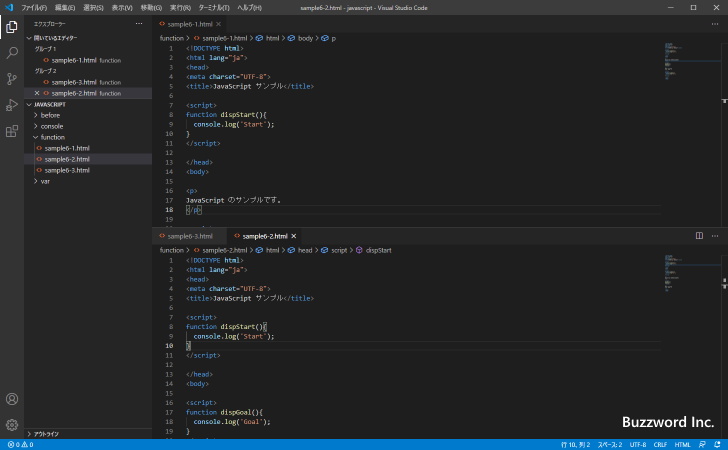 ファイル(F) 編集(E) 選択(S) 表示(V) 移動(G) 実行(R) ターミナル(T) ヘルプ(H) sample6-2.html - javascript - Visual Studio Code
エクスプローラー ...
開いているエディター
グループ 1
sample6-1.html function
グループ 2
sample6-3.html function
sample6-2.html function
JAVASCRIPT
before
console
function
sample6-1.html
sample6-2.html
sample6-3.html
var
アウトライン
sample6-1.html
function > sample6-1.html > html > body > p
1 <!DOCTYPE html>
2 <html lang="ja">
3 <head>
4 <meta charset="UTF-8">
5 <title>JavaScript サンプル</title>
6
7 <script>
8 function dispStart(){
9 console.log('Start');
10 }
11 </script>
12
13 </head>
14 <body>
15
16 <p>
17 JavaScript のサンプルです。
18 </p>
19
sample6-3.html sample6-2.html
function > sample6-2.html > html > head > script > dispStart
1 <!DOCTYPE html>
2 <html lang="ja">
3 <head>
4 <meta charset="UTF-8">
5 <title>JavaScript サンプル</title>
6
7 <script>
8 function dispStart(){
9 console.log('Start');
10 }
11 </script>
12
13 </head>
14 <body>
15
16 <script>
17 function dispGoal(){
18 console.log('Goal');
19 }
Buzzword Inc.
0 0 行 10、列 2 スペース: 2 UTF-8 CRLF HTML